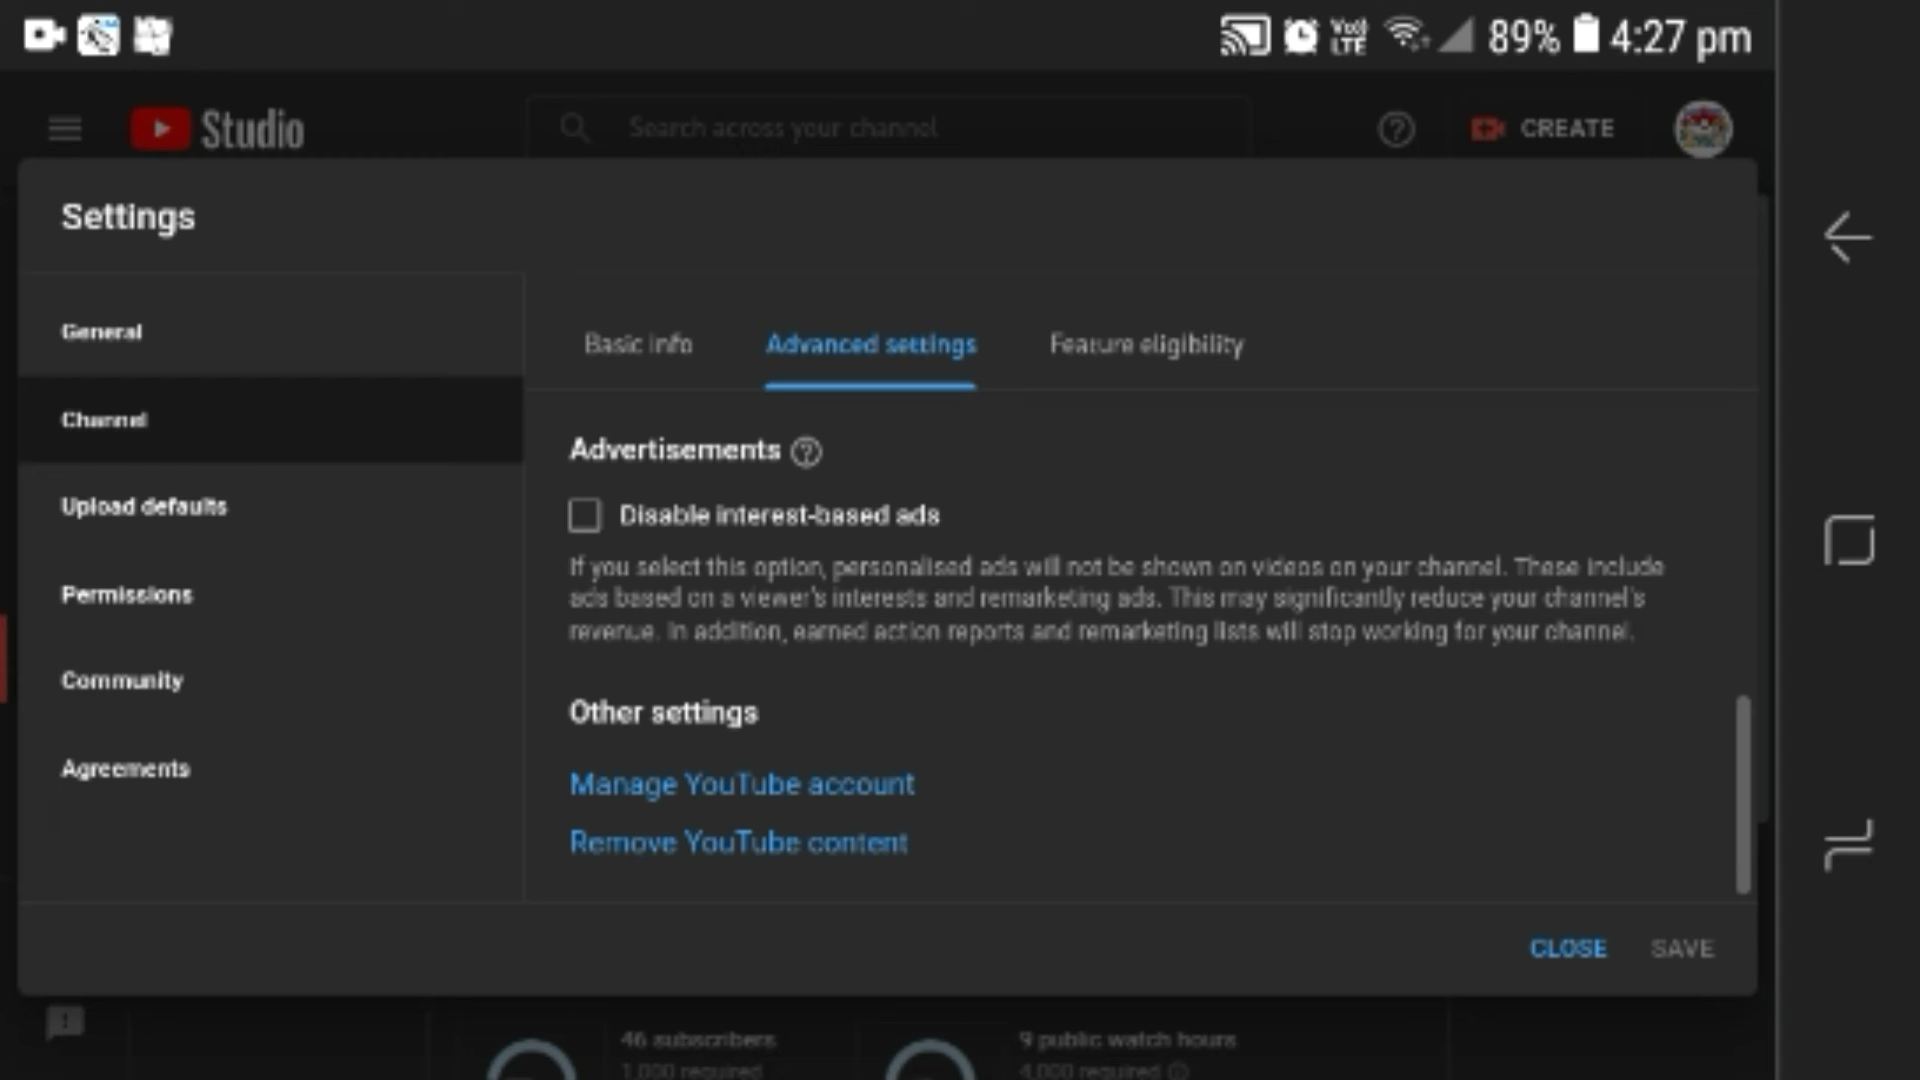 VoLTE 89% 4:27 pm
Studio
Search across your channel
CREATE
Settings
General
Channel
Upload defaults
Permissions
Community
Agreements
Basic info Advanced settings Feature eligibility
Advertisements
Disable interest-based ads
If you select this option, personalised ads will not be shown on videos on your channel. These include
ads based on a viewer's interests and remarketing ads. This may significantly reduce your channel's
revenue. In addition, earned action reports and remarketing lists will stop working for your channel.
Other settings
Manage YouTube account
Remove YouTube content
CLOSE SAVE
46 subscribers
1,000 required
9 public watch hours
4,000 required